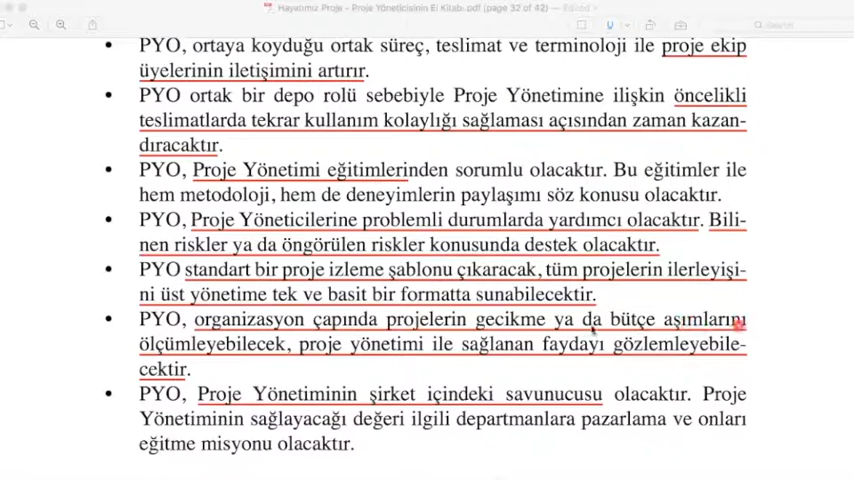 Hayatımız Proje - Proje Yöneticisinin El Kitabı.pdf (page 32 of 42) — Edited
Search
• PYO, ortaya koyduğu ortak süreç, teslimat ve terminoloji ile proje ekip
üyelerinin iletişimini artırır.
• PYO ortak bir depo rolü sebebiyle Proje Yönetimine ilişkin öncelikli
teslimatlarda tekrar kullanım kolaylığı sağlaması açısından zaman kazan-
dıracaktır.
• PYO, Proje Yönetimi eğitimlerinden sorumlu olacaktır. Bu eğitimler ile
hem metodoloji, hem de deneyimlerin paylaşımı söz konusu olacaktır.
• PYO, Proje Yöneticilerine problemli durumlarda yardımcı olacaktır. Bili-
nen riskler ya da öngörülen riskler konusunda destek olacaktır.
• PYO standart bir proje izleme şablonu çıkaracak, tüm projelerin ilerleyişi-
ni üst yönetime tek ve basit bir formatta sunabilecektir.
• PYO, organizasyon çapında projelerin gecikme ya da bütçe aşımlarını
ölçümleyebilecek, proje yönetimi ile sağlanan faydayı gözlemleyebile-
cektir.
• PYO, Proje Yönetiminin şirket içindeki savunucusu olacaktır. Proje
Yönetiminin sağlayacağı değeri ilgili departmanlara pazarlama ve onları
eğitme misyonu olacaktır.